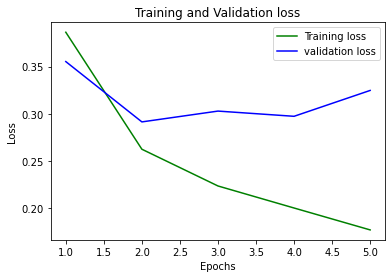 Training and Validation loss
Training loss
validation loss
Loss
0.35
0.30
0.25
0.20
1.0 1.5 2.0 2.5 3.0 3.5 4.0 4.5 5.0
Epochs